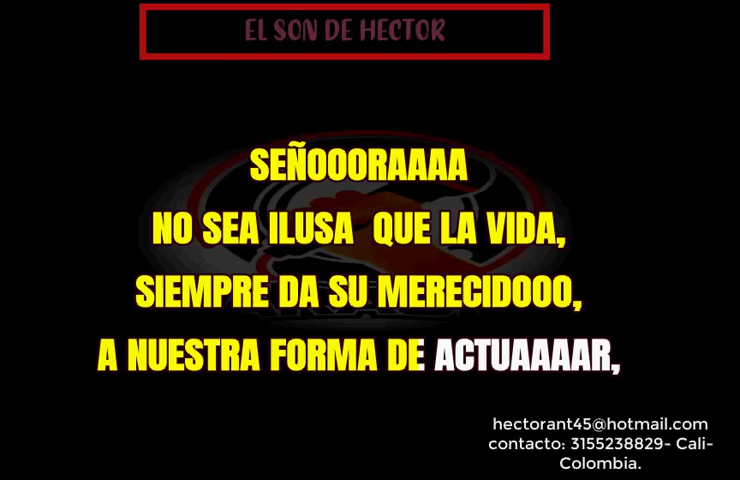 EL SON DE HECTOR
SEÑOOORAAAA
NO SEA ILUSA QUE LA VIDA,
SIEMPRE DA SU MERECIDOOO,
A NUESTRA FORMA DE ACTUAAAAR,
hectorant45@hotmail.com
contacto: 3155238829- Cali-
Colombia.